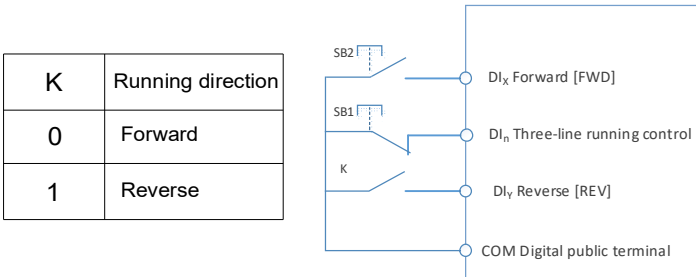 K Running direction
0 Forward
1 Reverse
SB2
DIX Forward [FWD]
SB1
DIn Three-line running control
K
DIY Reverse [REV]
COM Digital public terminal